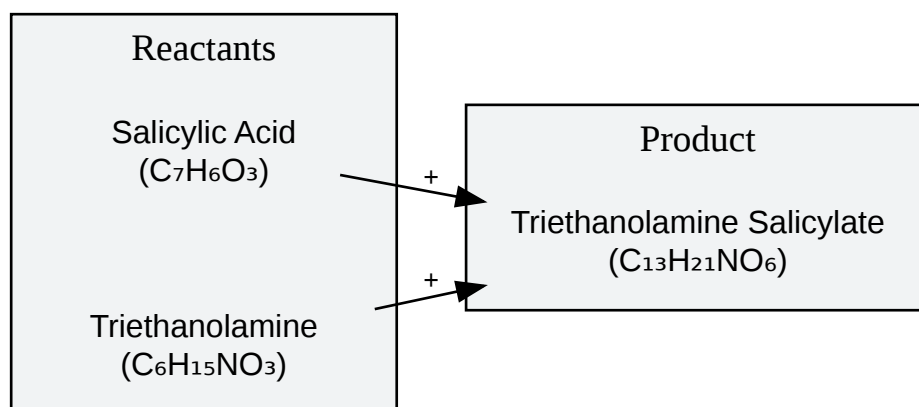 Reactants
Salicylic Acid
(C₇H₆O₃)
+
Triethanolamine
(C₆H₁₅NO₃)
+
Product
Triethanolamine Salicylate
(C₁₃H₂₁NO₆)